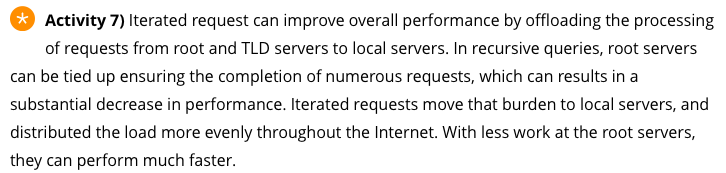 Activity 7) Iterated request can improve overall performance by offloading the processing
of requests from root and TLD servers to local servers. In recursive queries, root servers
can be tied up ensuring the completion of numerous requests, which can results in a
substantial decrease in performance. Iterated requests move that burden to local servers, and
distributed the load more evenly throughout the Internet. With less work at the root servers,
they can perform much faster.